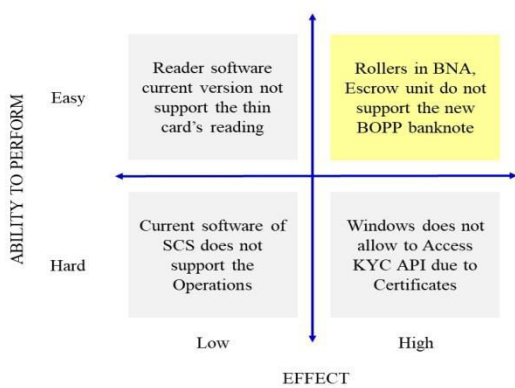 Reader software
current version not
support the thin
card's reading
Rollers in BNA,
Escrow unit do not
support the new
BOPP banknote
Easy
ABILITY TO PERFORM
Current software of
SCS does not
support the
Operations
Windows does not
allow to Access
KYC API due to
Certificates
Hard
Low
High
EFFECT